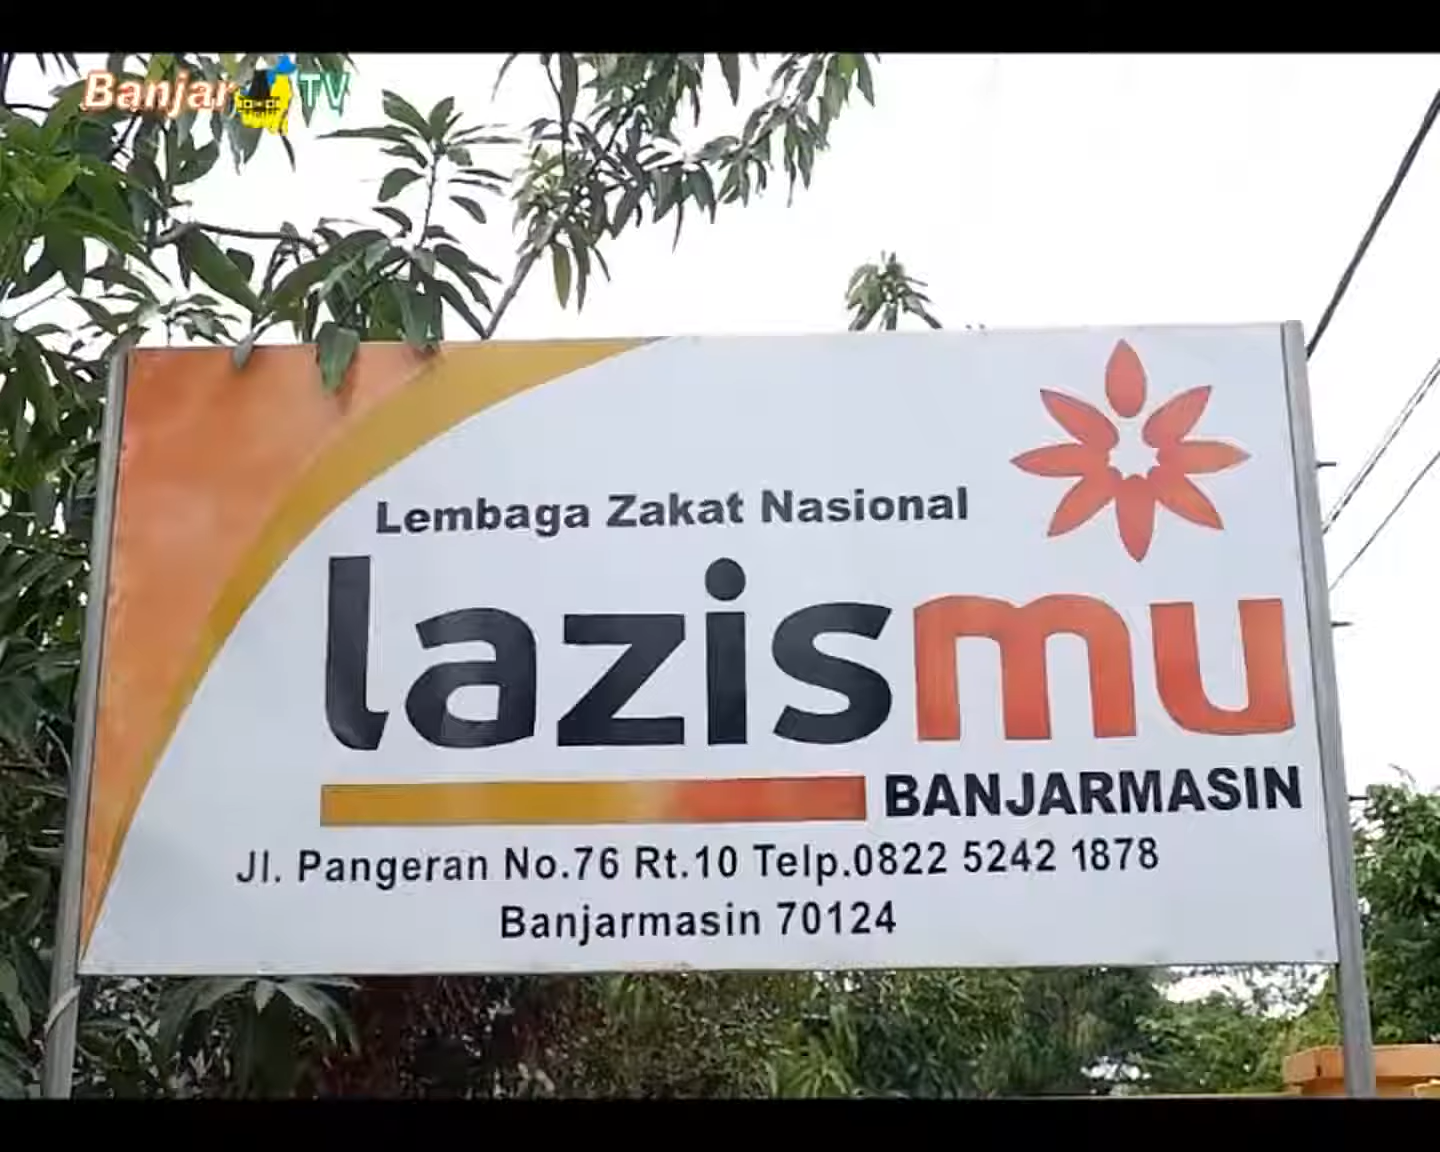 Banjar TV
Lembaga Zakat Nasional
lazismu
BANJARMASIN
Jl. Pangeran No.76 Rt.10 Telp.0822 5242 1878
Banjarmasin 70124